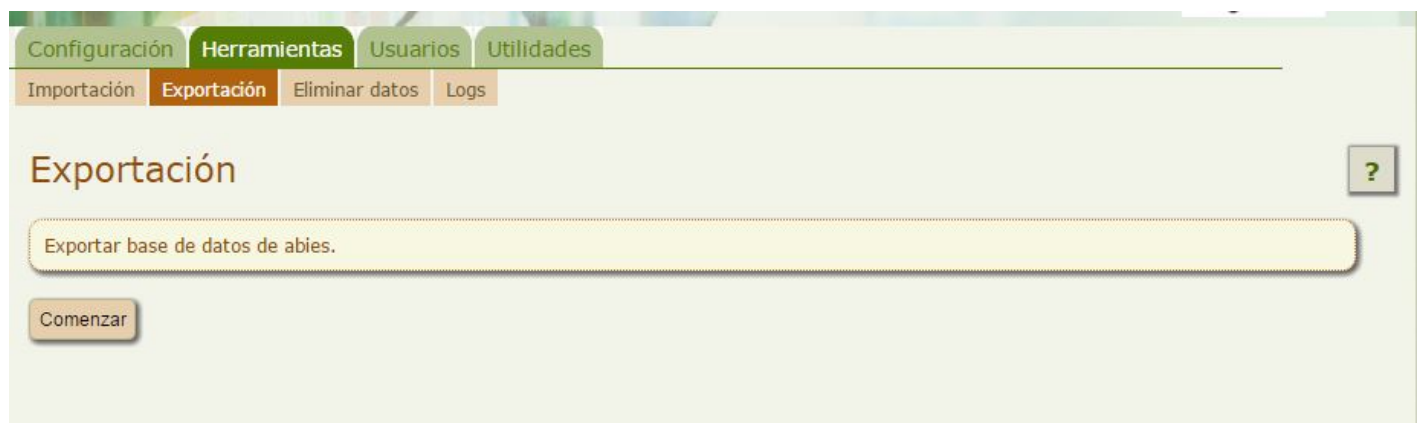 Configuración Herramientas Usuarios Utilidades
Importación Exportación Eliminar datos Logs
Exportación
?
Exportar base de datos de abies.
Comenzar